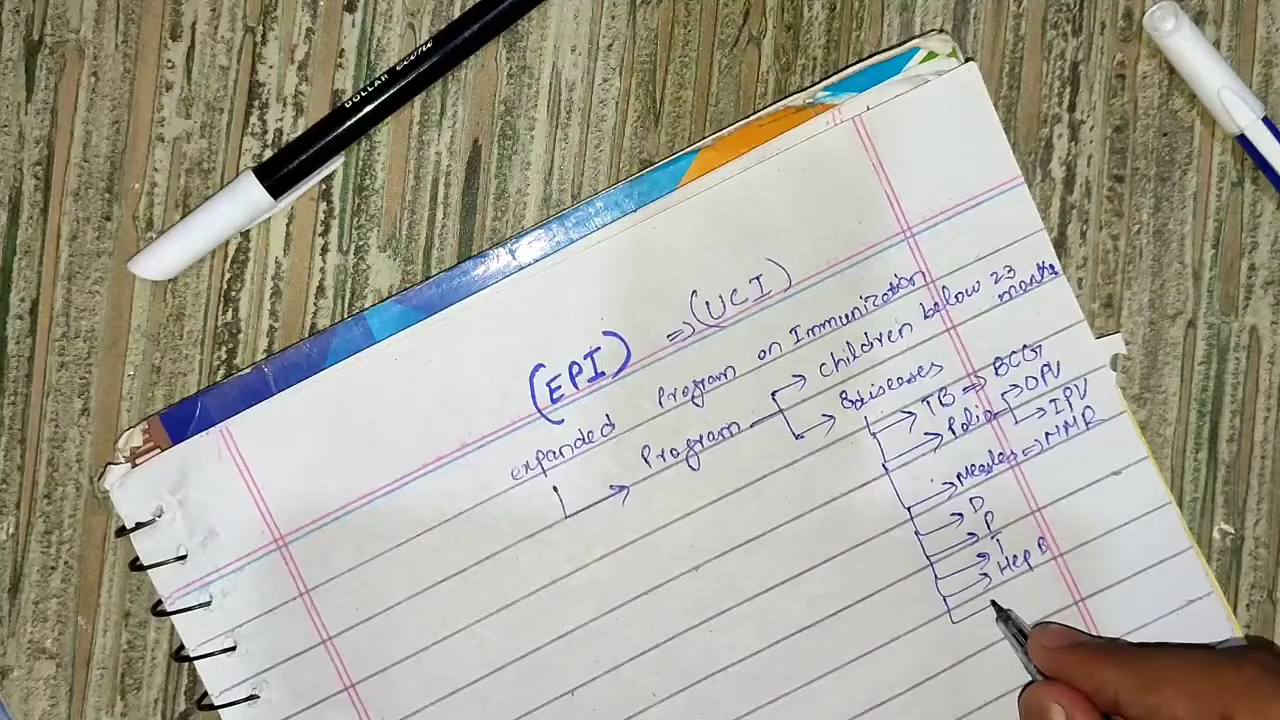 DOLLAR econo
(EPI) => (UCI)
expanded Program on Immunization
Program
children below 23 months
8 diseases
TB => BCG
Polio
OPV
IPV
Measles => MMR
D
P
T
Hep B